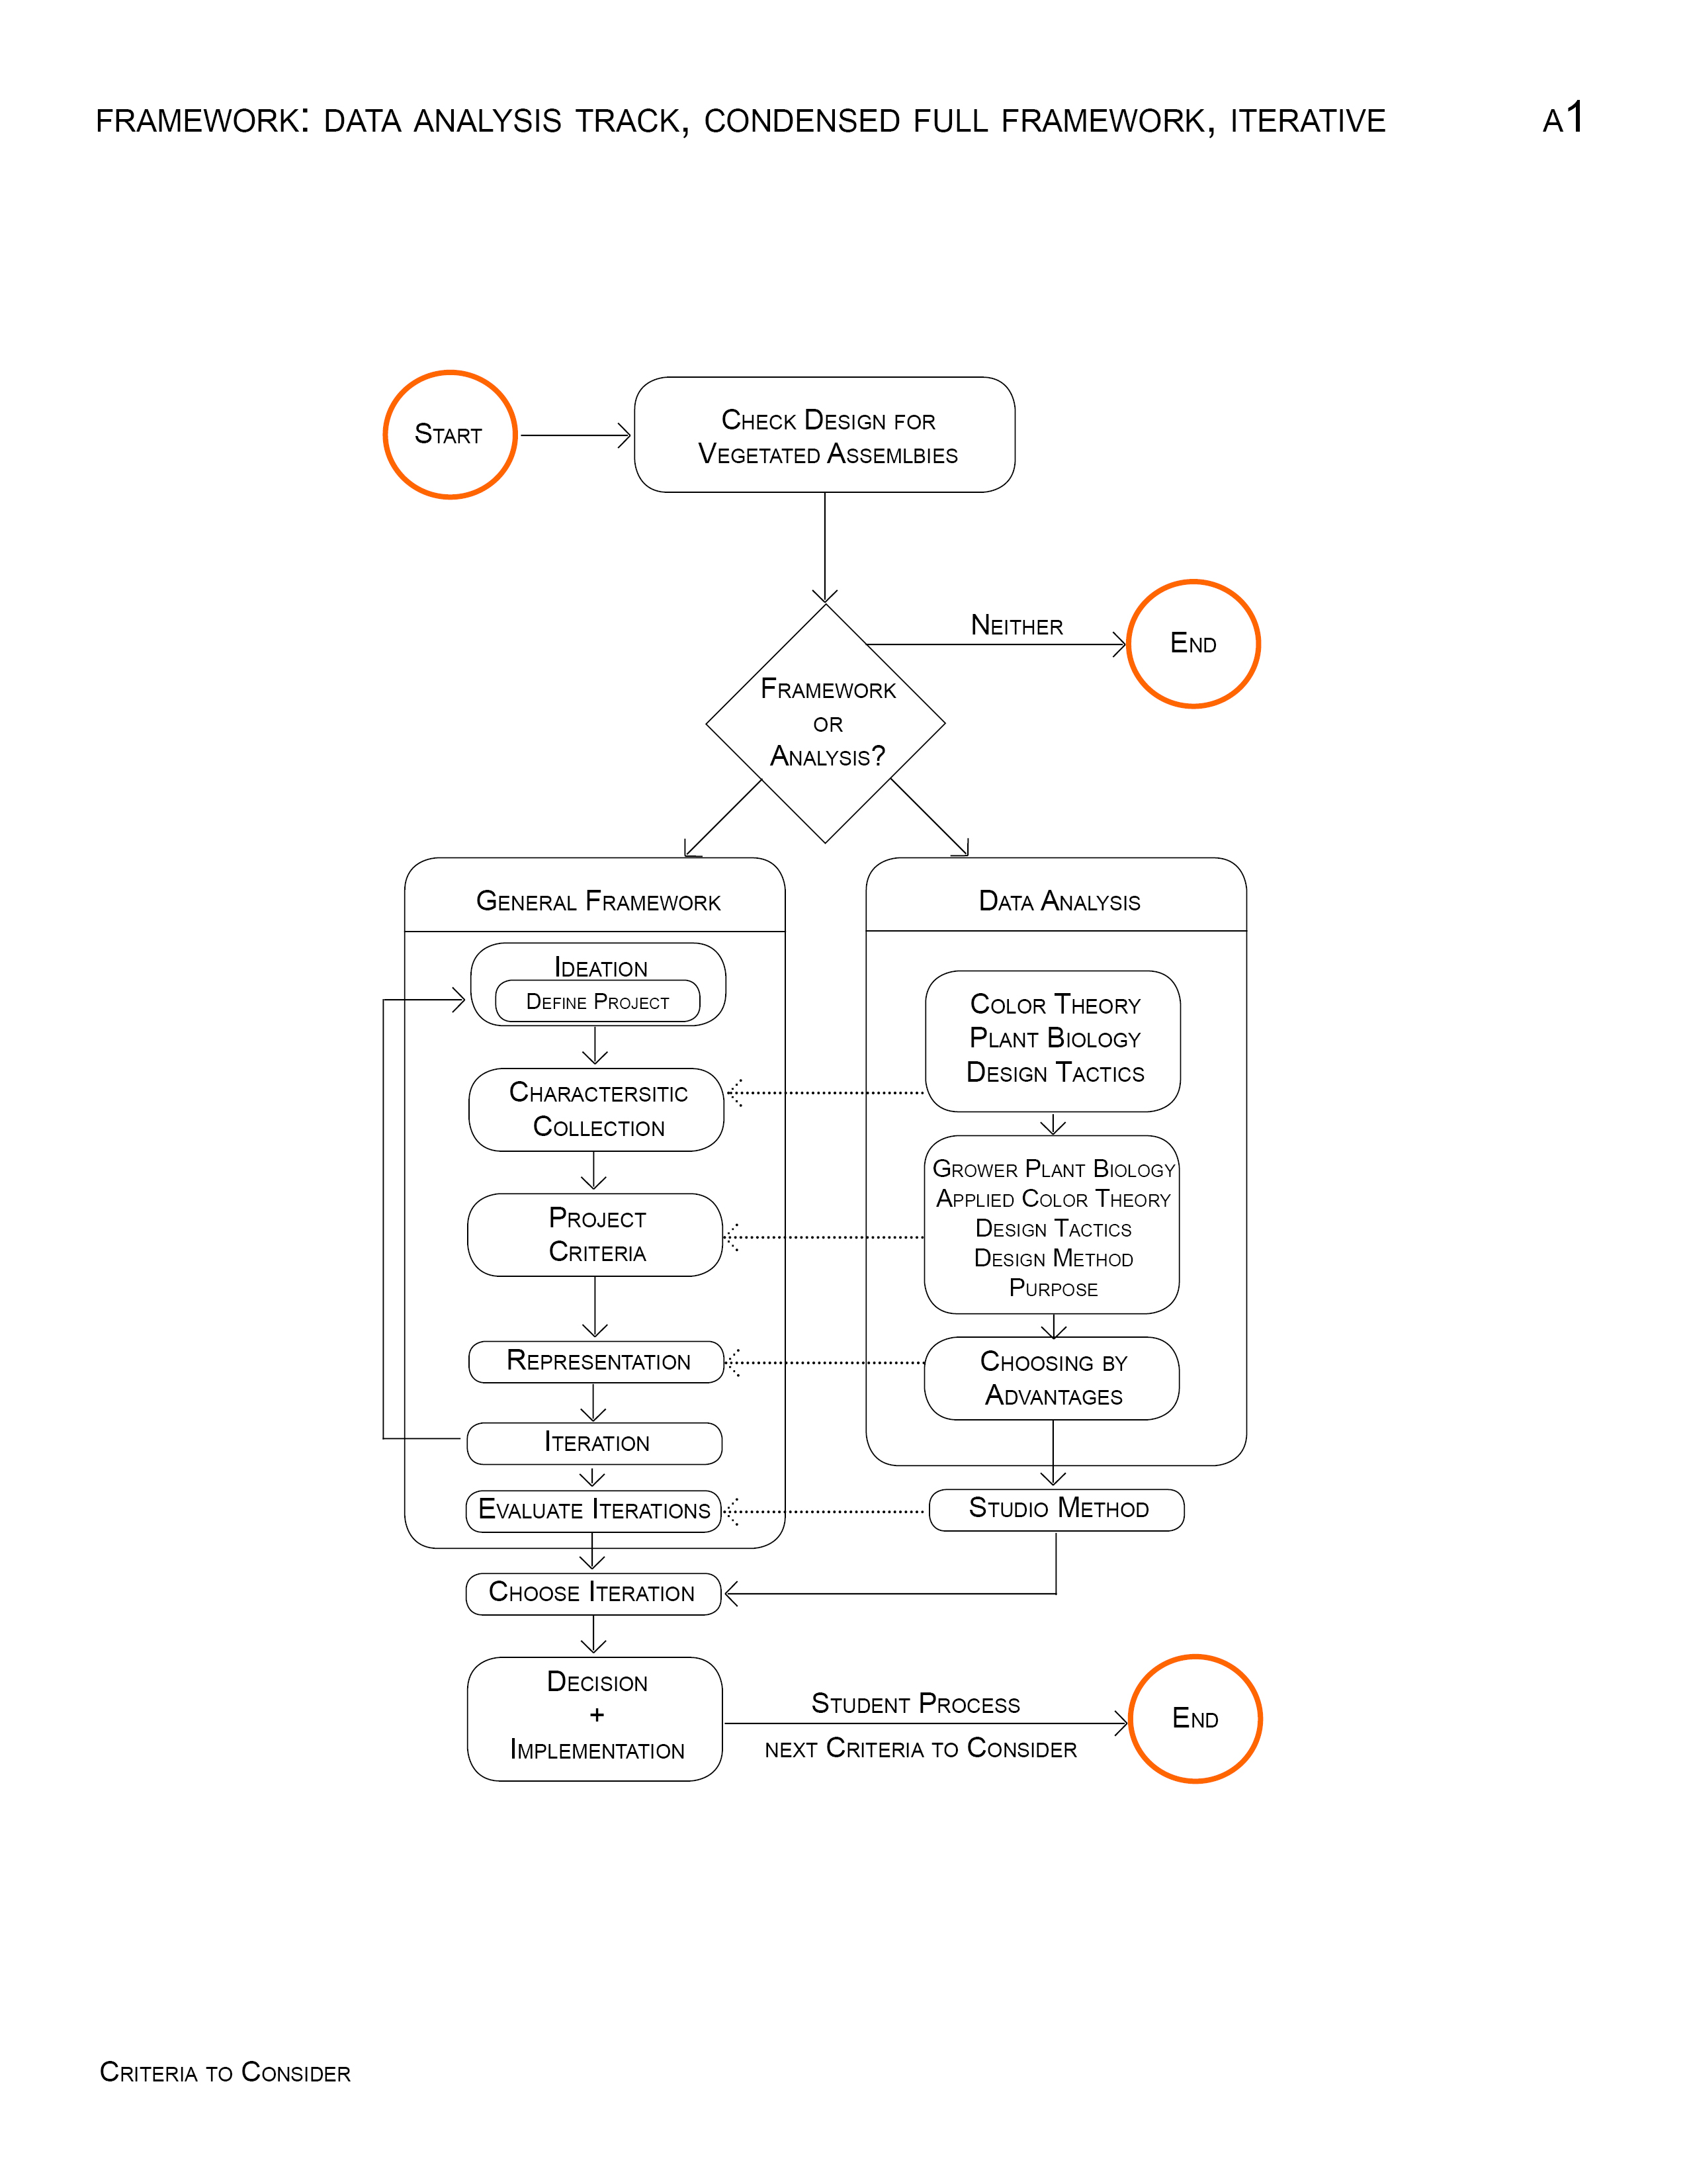 FRAMEWORK: DATA ANALYSIS TRACK, CONDENSED FULL FRAMEWORK, ITERATIVE
A1
START
CHECK DESIGN FOR
VEGETATED ASSEMLBIES
NEITHER
END
FRAMEWORK
OR
ANALYSIS?
GENERAL FRAMEWORK
IDEATION
DEFINE PROJECT
CHARACTERSITIC
COLLECTION
PROJECT
CRITERIA
REPRESENTATION
ITERATION
EVALUATE ITERATIONS
CHOOSE ITERATION
DECISION
+
IMPLEMENTATION
DATA ANALYSIS
COLOR THEORY
PLANT BIOLOGY
DESIGN TACTICS
GROWER PLANT BIOLOGY
APPLIED COLOR THEORY
DESIGN TACTICS
DESIGN METHOD
PURPOSE
CHOOSING BY
ADVANTAGES
STUDIO METHOD
STUDENT PROCESS
NEXT CRITERIA TO CONSIDER
END
CRITERIA TO CONSIDER